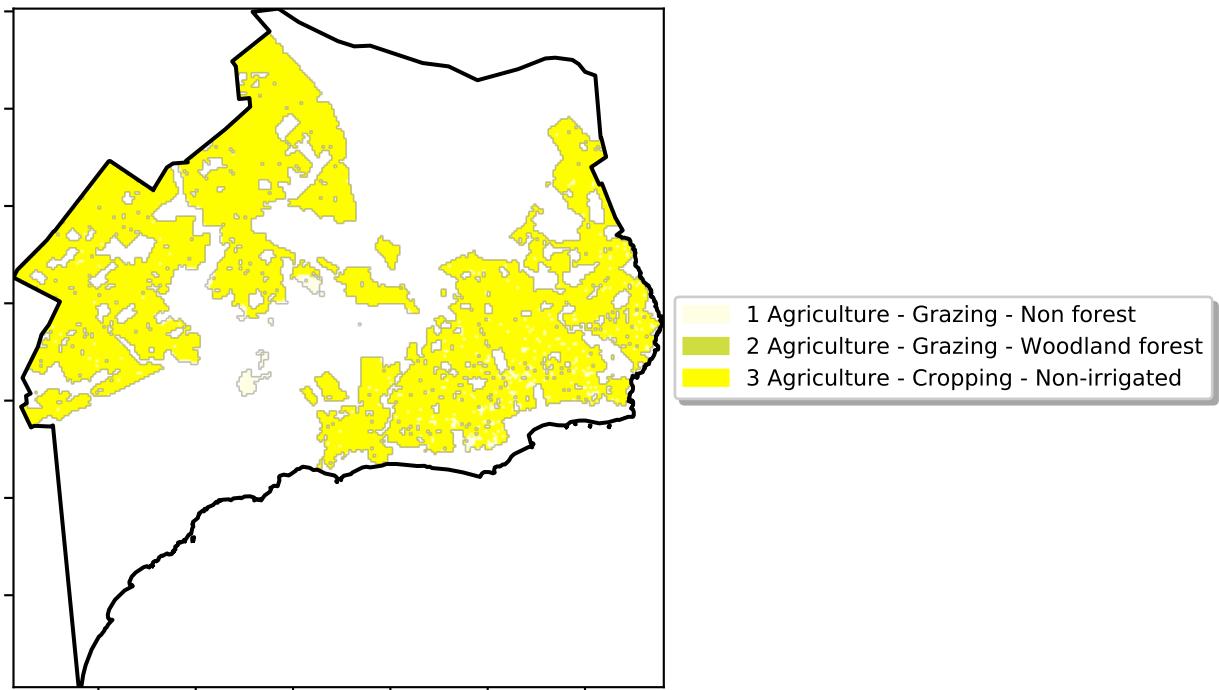 1 Agriculture - Grazing - Non forest
2 Agriculture - Grazing - Woodland forest
3 Agriculture - Cropping - Non-irrigated